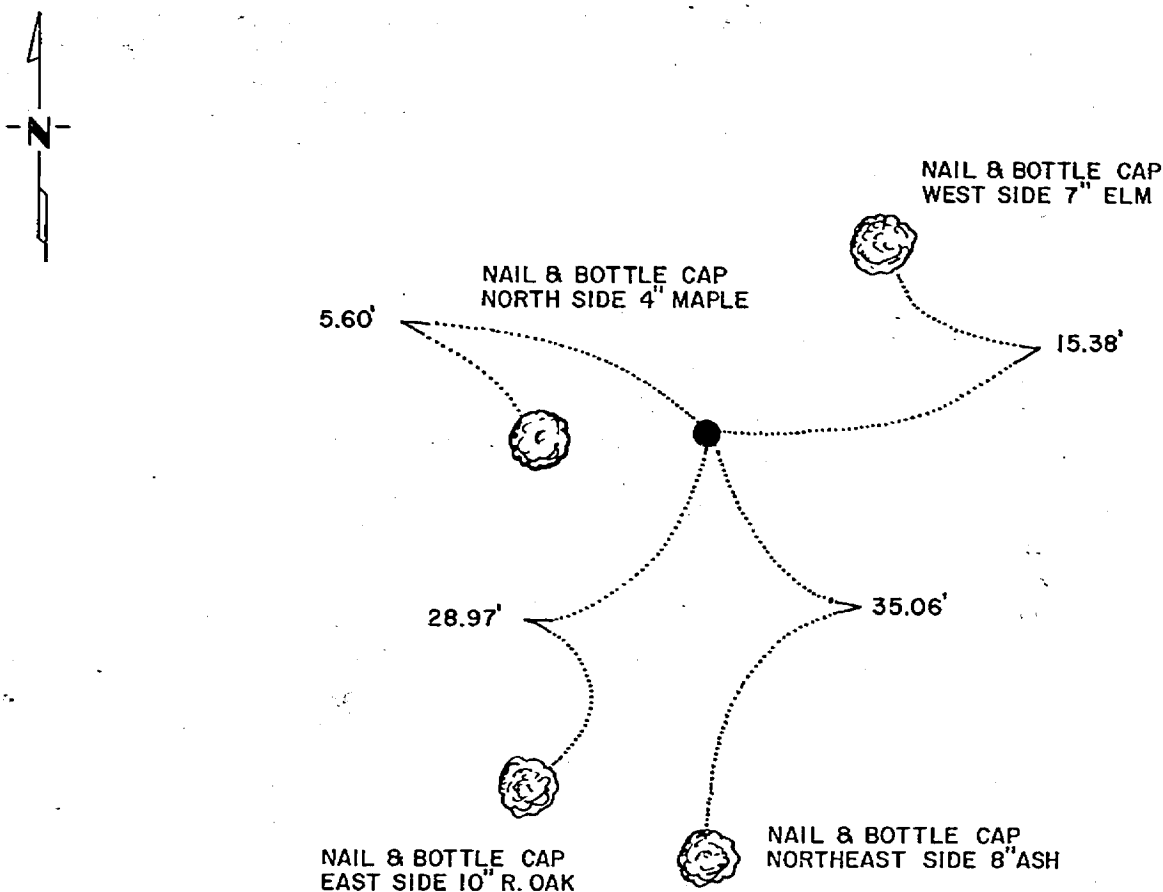 N
NAIL & BOTTLE CAP
WEST SIDE 7" ELM
NAIL & BOTTLE CAP
NORTH SIDE 4" MAPLE
5.60'
15.38'
28.97'
35.06'
NAIL & BOTTLE CAP
NORTHEAST SIDE 8" ASH
NAIL & BOTTLE CAP
EAST SIDE 10" R. OAK